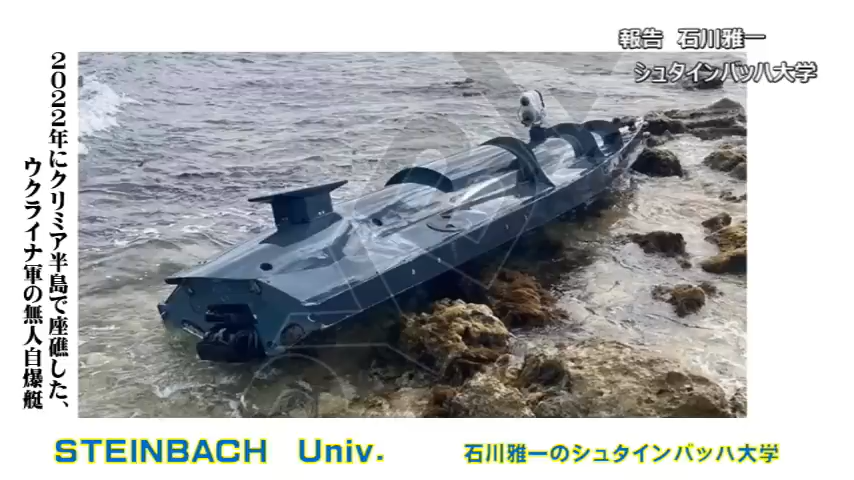 報告　石川雅一
シュタインバッハ大学
2022年にクリミア半島で座礁した、
ウクライナ軍の無人自爆艇
STEINBACH Univ.
石川雅一のシュタインバッハ大学